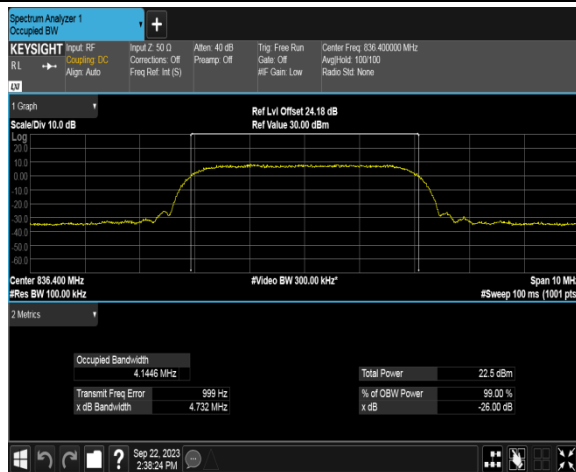 Spectrum Analyzer 1
Occupied BW
+
KEYSIGHT Input: RF Input Z: 50 Ω Atten: 40 dB Trig: Free Run Center Freq: 836.400000 MHz
RL Coupling: DC Corrections: Off Preamp: Off Gate: Off Avg|Hold: 100/100
Align: Auto Freq Ref: Int (S) #IF Gain: Low Radio Std: None
LXI
1 Graph
Ref Lvl Offset 24.18 dB
Scale/Div 10.0 dB Ref Value 30.00 dBm
Log
20.0
10.0
0.00
-10.0
-20.0
-30.0
-40.0
-50.0
-60.0
Center 836.400 MHz #Video BW 300.00 kHz* Span 10 MHz
#Res BW 100.00 kHz #Sweep 100 ms (1001 pts
2 Metrics
Occupied Bandwidth
4.1446 MHz Total Power 22.5 dBm
Transmit Freq Error 999 Hz % of OBW Power 99.00 %
x dB Bandwidth 4.732 MHz x dB -26.00 dB
? Sep 22, 2023
2:38:24 PM